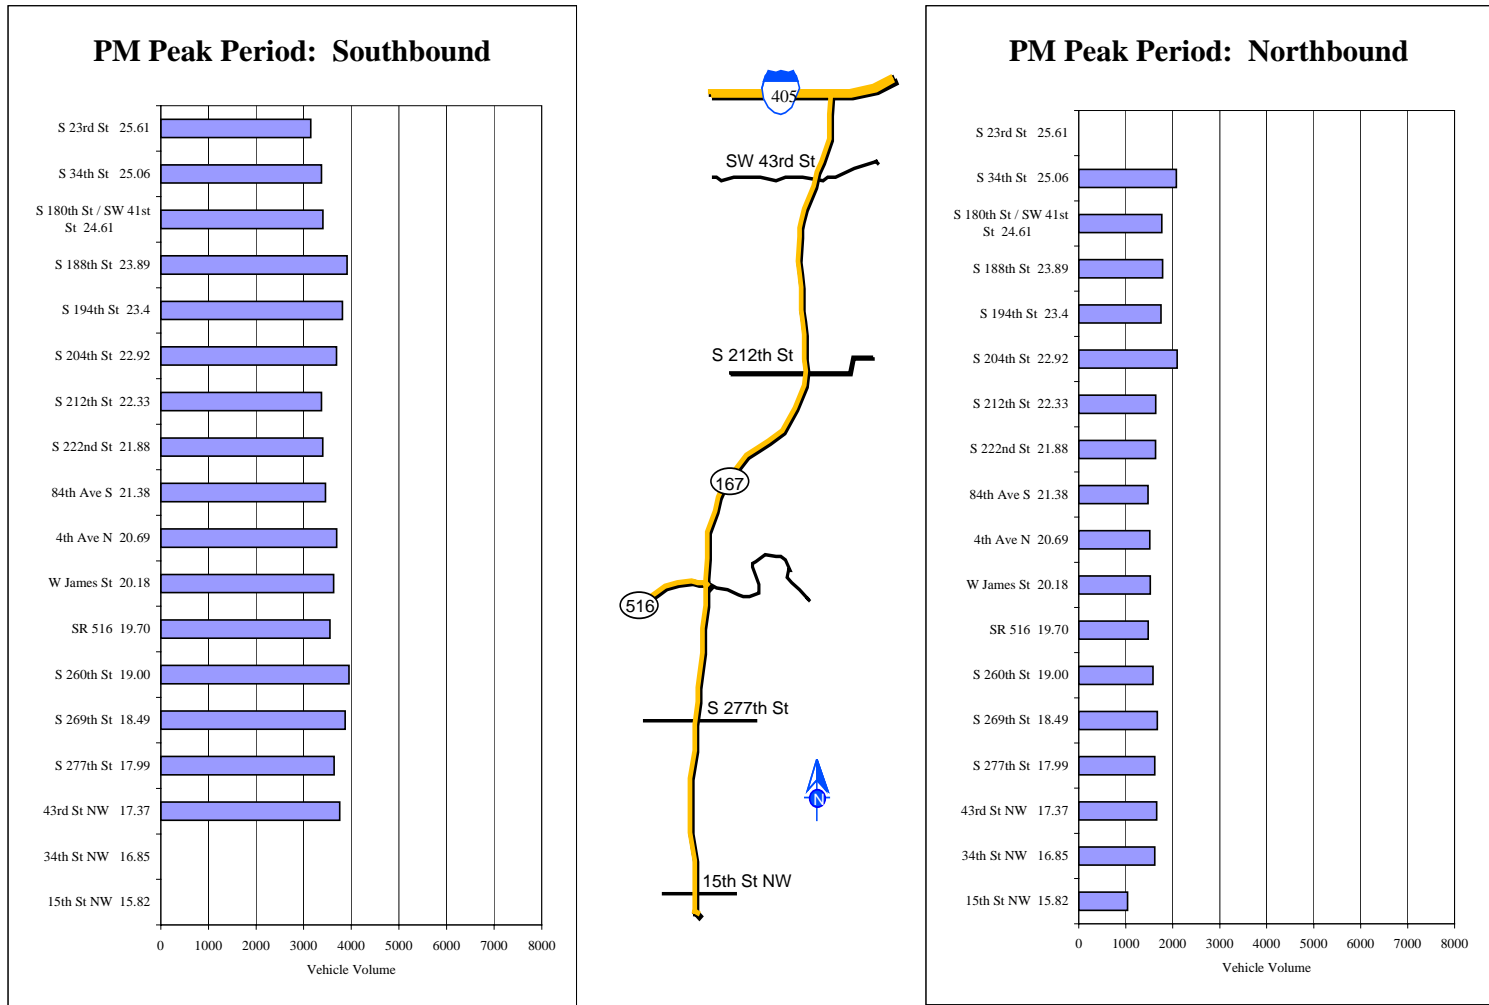 PM Peak Period:  Southbound
S 23rd St   25.61
S 34th St   25.06
S 180th St / SW 41st
St  24.61
S 188th St  23.89
S 194th St  23.4
S 204th St  22.92
S 212th St  22.33
S 222nd St  21.88
84th Ave S  21.38
4th Ave N  20.69
W James St  20.18
SR 516  19.70
S 260th St  19.00
S 269th St  18.49
S 277th St  17.99
43rd St NW   17.37
34th St NW   16.85
15th St NW  15.82
0 1000 2000 3000 4000 5000 6000 7000 8000
Vehicle Volume
405
SW 43rd St
S 212th St
167
516
S 277th St
N
15th St NW
PM Peak Period:  Northbound
S 23rd St   25.61
S 34th St   25.06
S 180th St / SW 41st
St  24.61
S 188th St  23.89
S 194th St  23.4
S 204th St  22.92
S 212th St  22.33
S 222nd St  21.88
84th Ave S  21.38
4th Ave N  20.69
W James St  20.18
SR 516  19.70
S 260th St  19.00
S 269th St  18.49
S 277th St  17.99
43rd St NW   17.37
34th St NW   16.85
15th St NW  15.82
0 1000 2000 3000 4000 5000 6000 7000 8000
Vehicle Volume